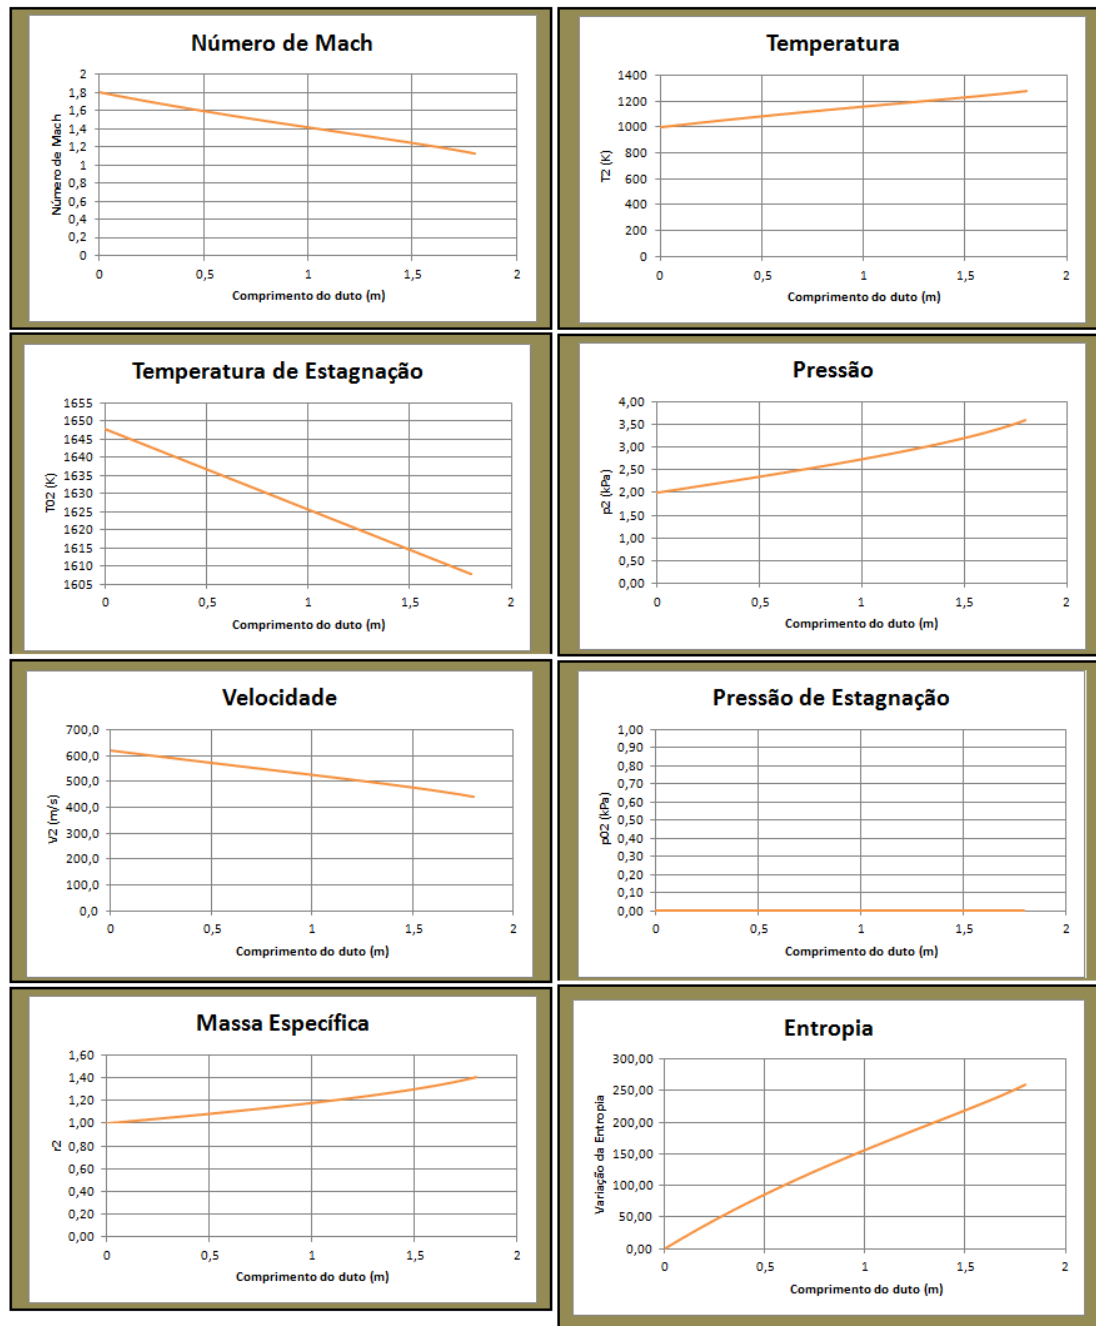 Número de Mach
Número de Mach
2
1,8
1,6
1,4
1,2
1
0,8
0,6
0,4
0,2
0
0 0,5 1 1,5 2
Comprimento do duto (m)
Temperatura
T2 (K)
1400
1200
1000
800
600
400
200
0
0 0,5 1 1,5 2
Comprimento do duto (m)
Temperatura de Estagnação
T02 (K)
1655
1650
1645
1640
1635
1630
1625
1620
1615
1610
1605
0 0,5 1 1,5 2
Comprimento do duto (m)
Pressão
p2 (kPa)
4,00
3,50
3,00
2,50
2,00
1,50
1,00
0,50
0,00
0 0,5 1 1,5 2
Comprimento do duto (m)
Velocidade
V2 (m/s)
700,0
600,0
500,0
400,0
300,0
200,0
100,0
0,0
0 0,5 1 1,5 2
Comprimento do duto (m)
Pressão de Estagnação
p02 (kPa)
1,00
0,90
0,80
0,70
0,60
0,50
0,40
0,30
0,20
0,10
0,00
0 0,5 1 1,5 2
Comprimento do duto (m)
Massa Específica
r2
1,60
1,40
1,20
1,00
0,80
0,60
0,40
0,20
0,00
0 0,5 1 1,5 2
Comprimento do duto (m)
Entropia
Variação da Entropia
300,00
250,00
200,00
150,00
100,00
50,00
0,00
0 0,5 1 1,5 2
Comprimento do duto (m)